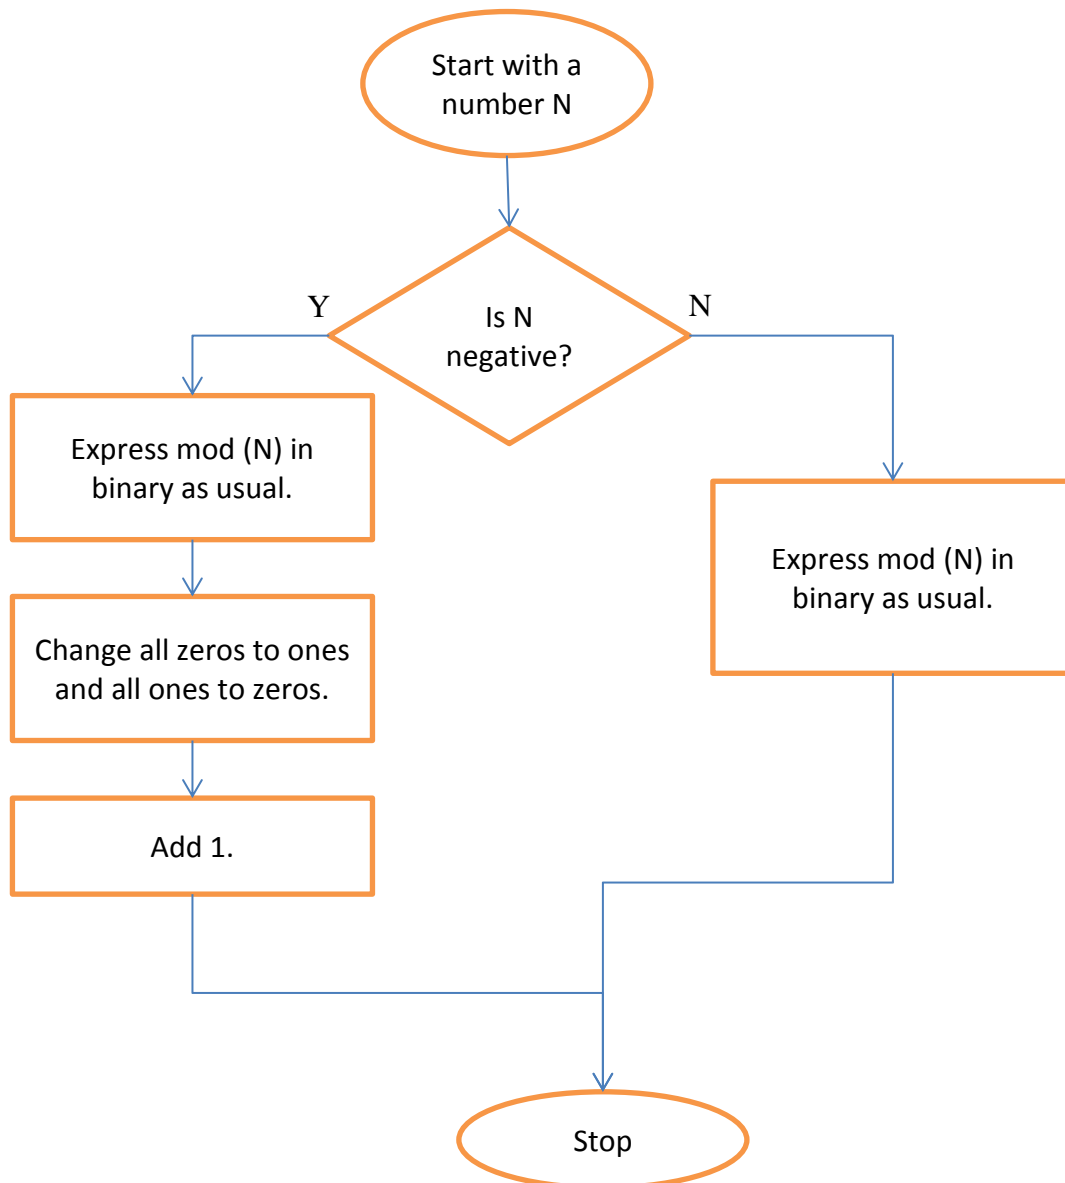 Start with a
number N
Y
N
Is N
negative?
Express mod (N) in
binary as usual.
Express mod (N) in
binary as usual.
Change all zeros to ones
and all ones to zeros.
Add 1.
Stop